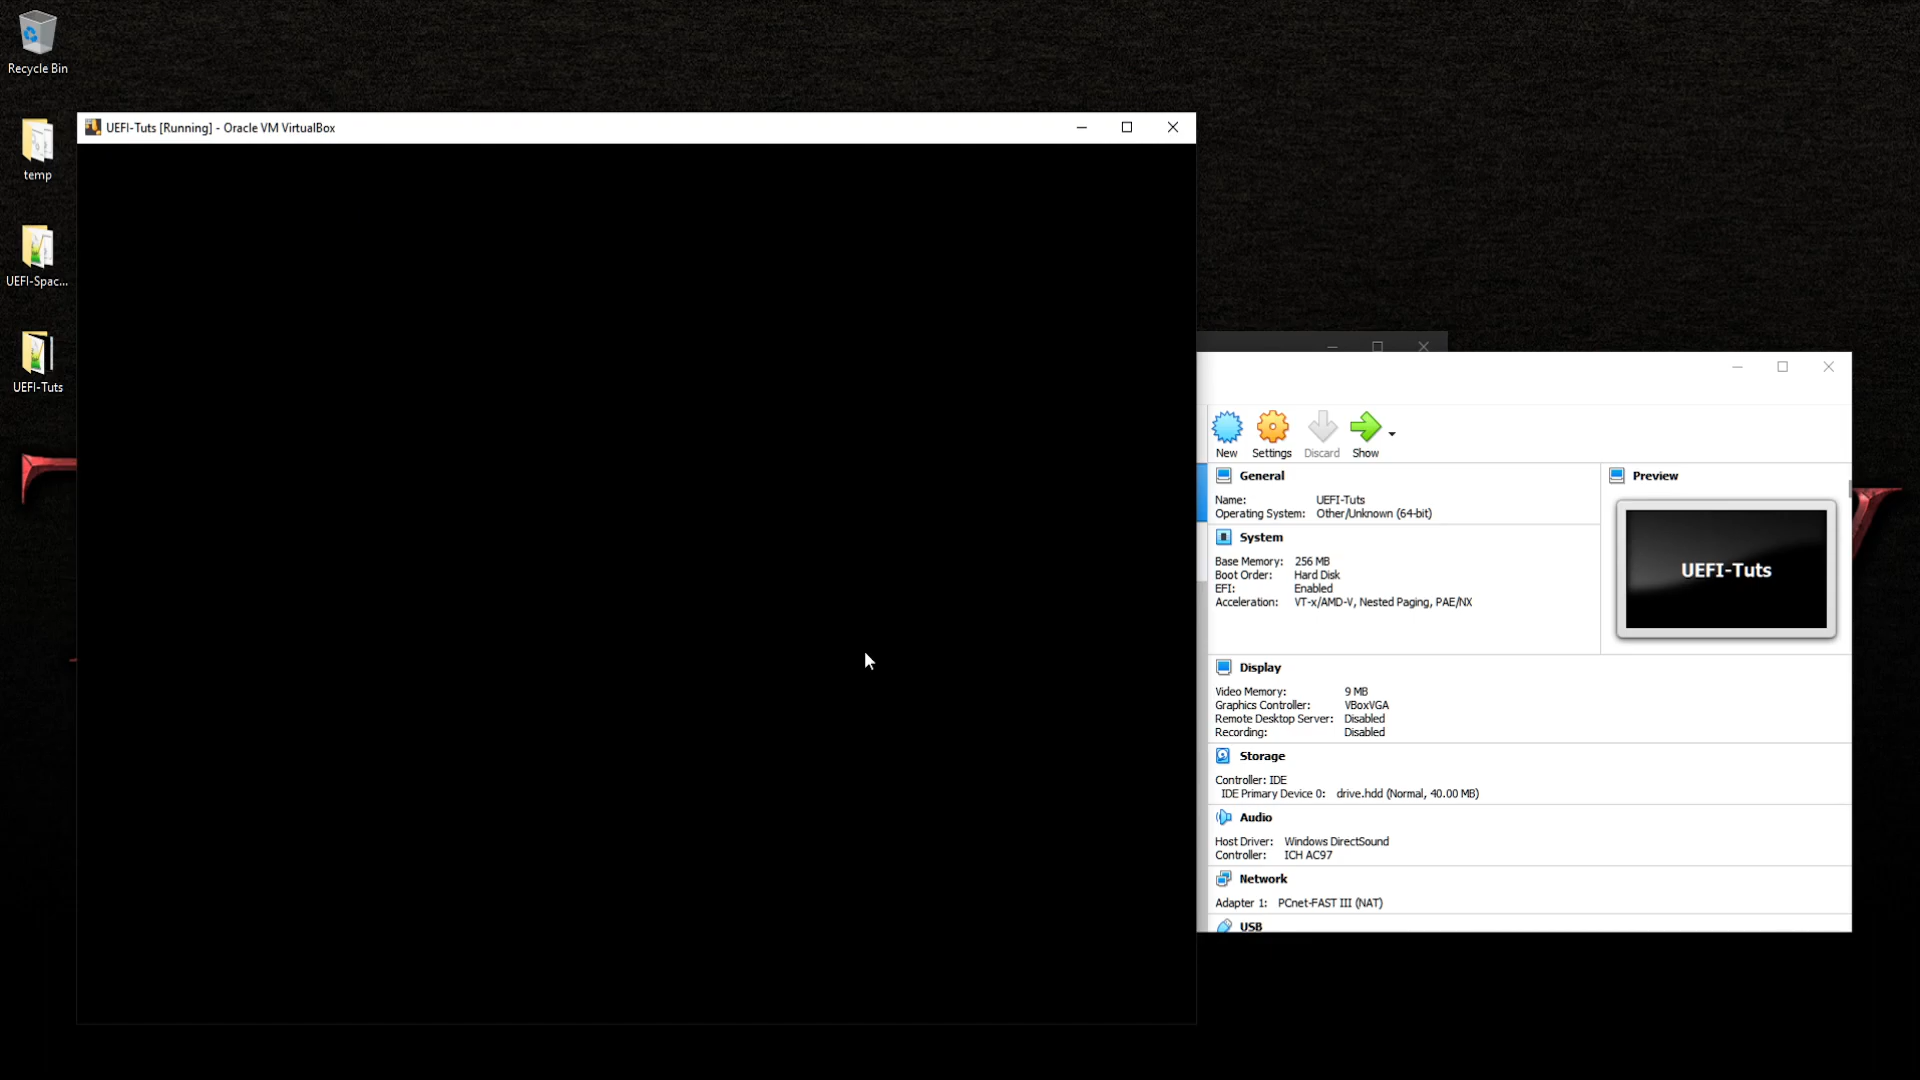 Recycle Bin
temp
UEFI-Spac...
UEFI-Tuts
UEFI-Tuts [Running] - Oracle VM VirtualBox
New
Settings
Discard
Show
General
Name: UEFI-Tuts
Operating System: Other/Unknown (64-bit)
System
Base Memory: 256 MB
Boot Order: Hard Disk
EFI: Enabled
Acceleration: VT-x/AMD-V, Nested Paging, PAE/NX
Preview
UEFI-Tuts
Display
Video Memory: 9 MB
Graphics Controller: VBoxVGA
Remote Desktop Server: Disabled
Recording: Disabled
Storage
Controller: IDE
IDE Primary Device 0: drive.hdd (Normal, 40.00 MB)
Audio
Host Driver: Windows DirectSound
Controller: ICH AC97
Network
Adapter 1: PCnet-FAST III (NAT)
USB